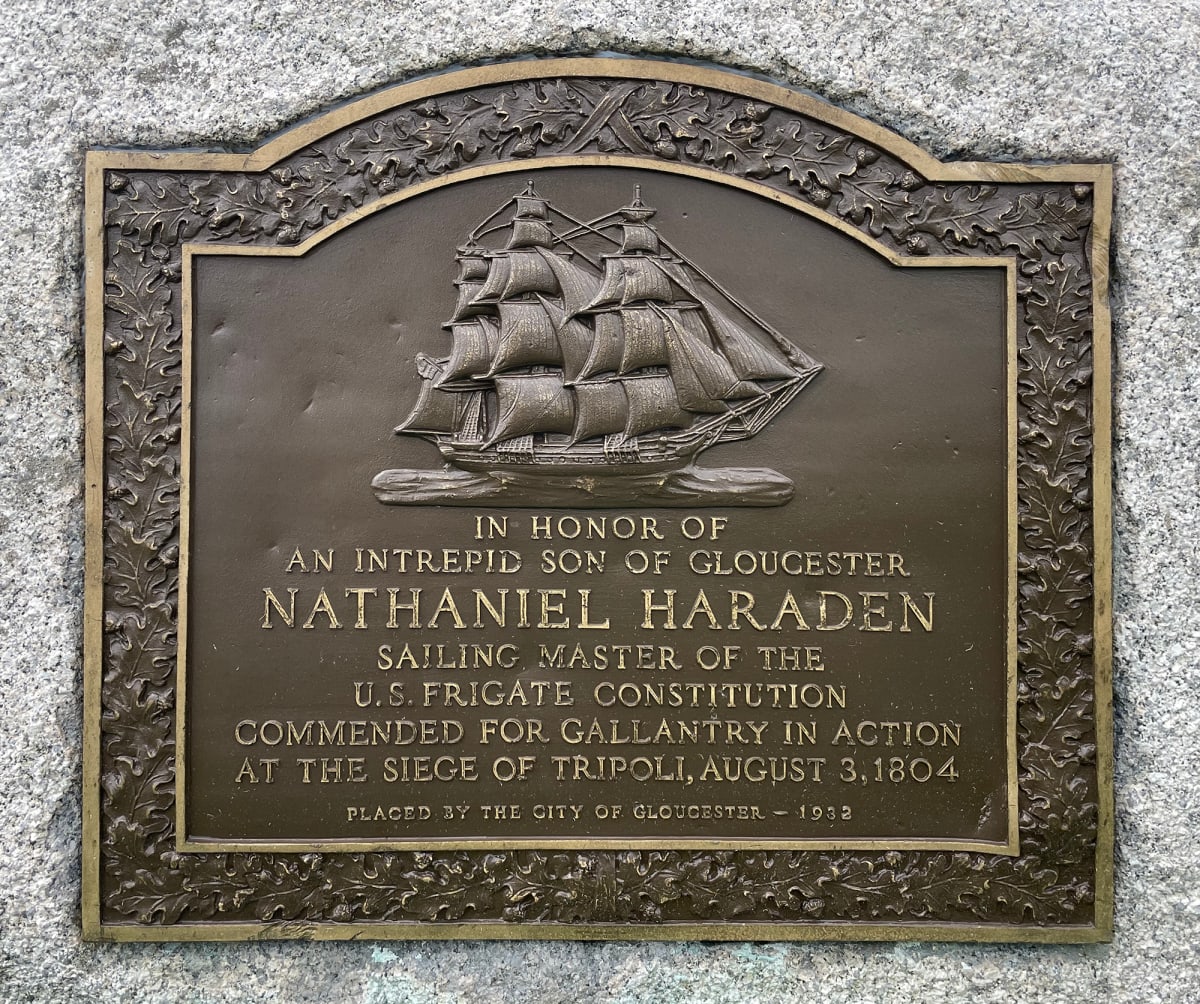 IN HONOR OF
AN INTREPID SON OF GLOUCESTER
NATHANIEL HARADEN
SAILING MASTER OF THE
U.S. FRIGATE CONSTITUTION
COMMENDED FOR GALLANTRY IN ACTION
AT THE SIEGE OF TRIPOLI, AUGUST 3, 1804
PLACED BY THE CITY OF GLOUCESTER – 1932